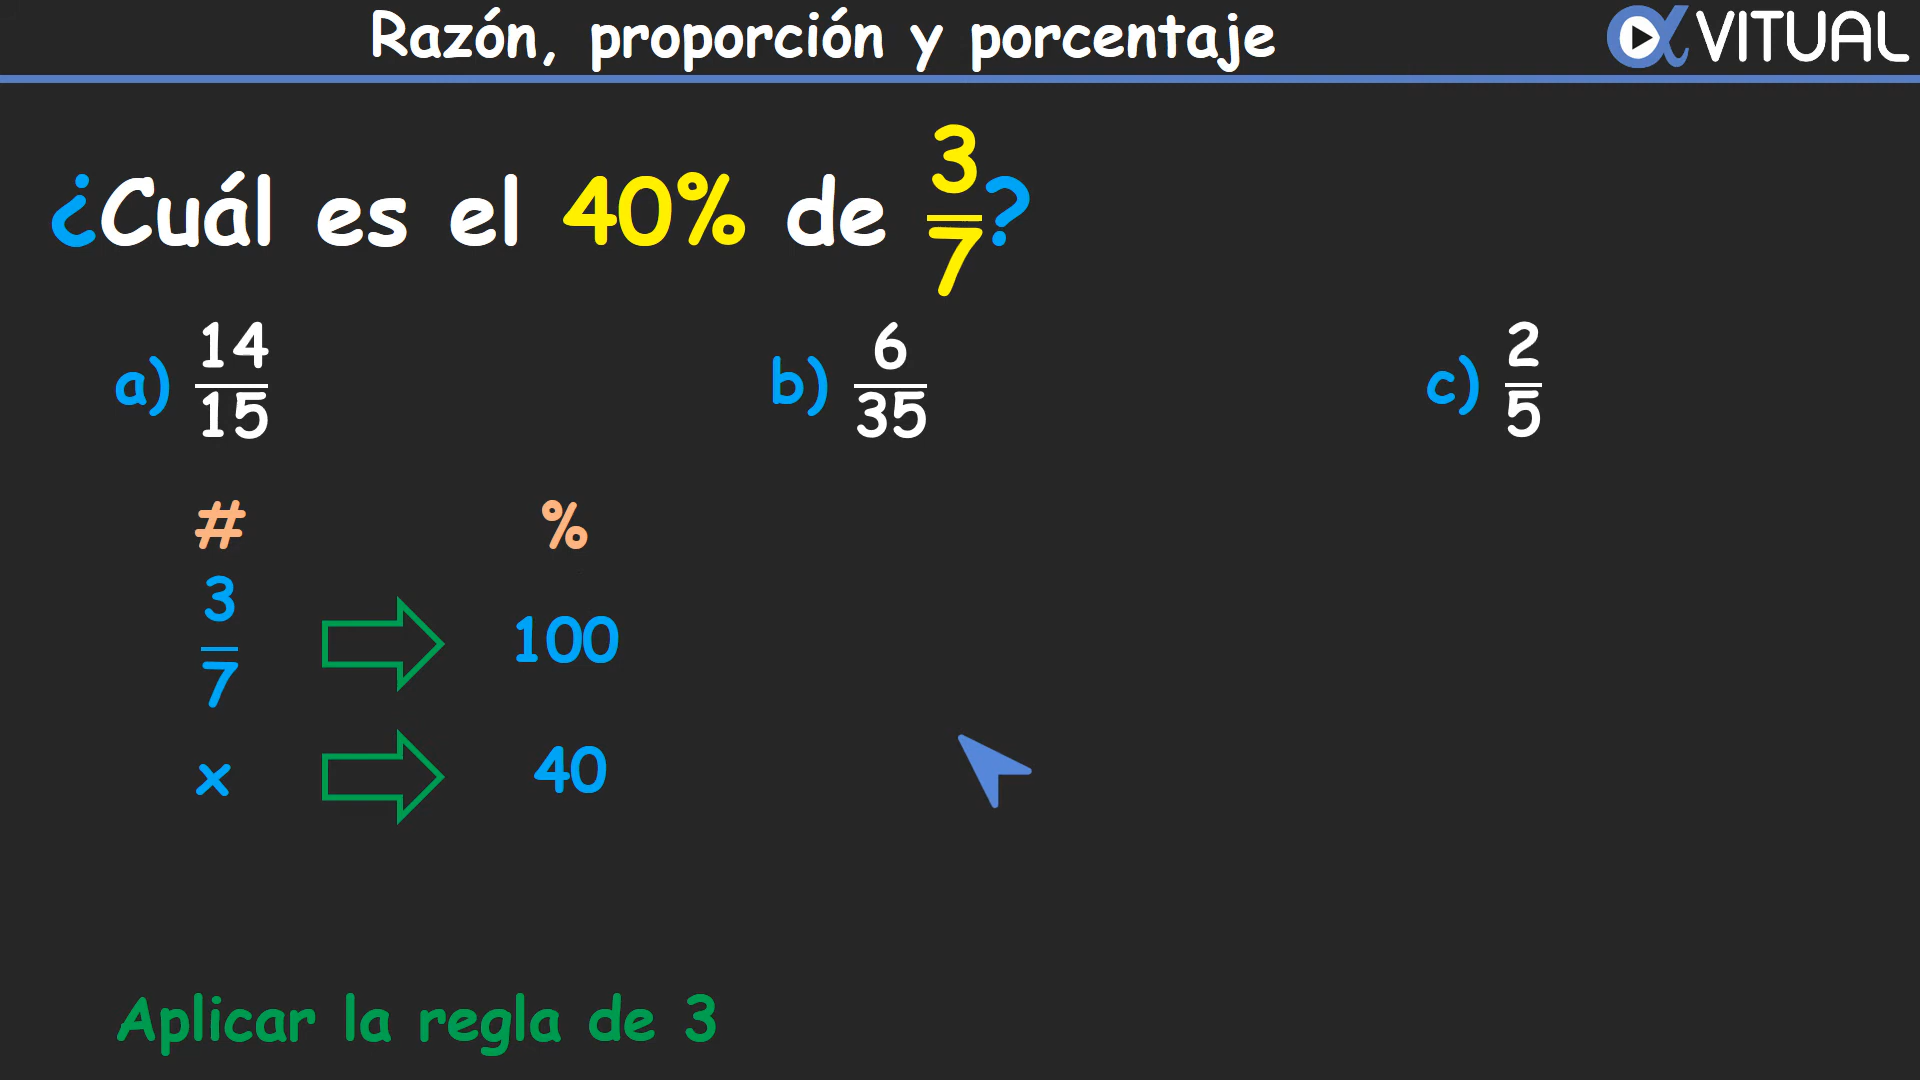 Razón, proporción y porcentaje
VITUAL
¿Cuál es el 40% de 3/7?
a) 14/15
b) 6/35
c) 2/5
# %
3/7 100
x 40
Aplicar la regla de 3